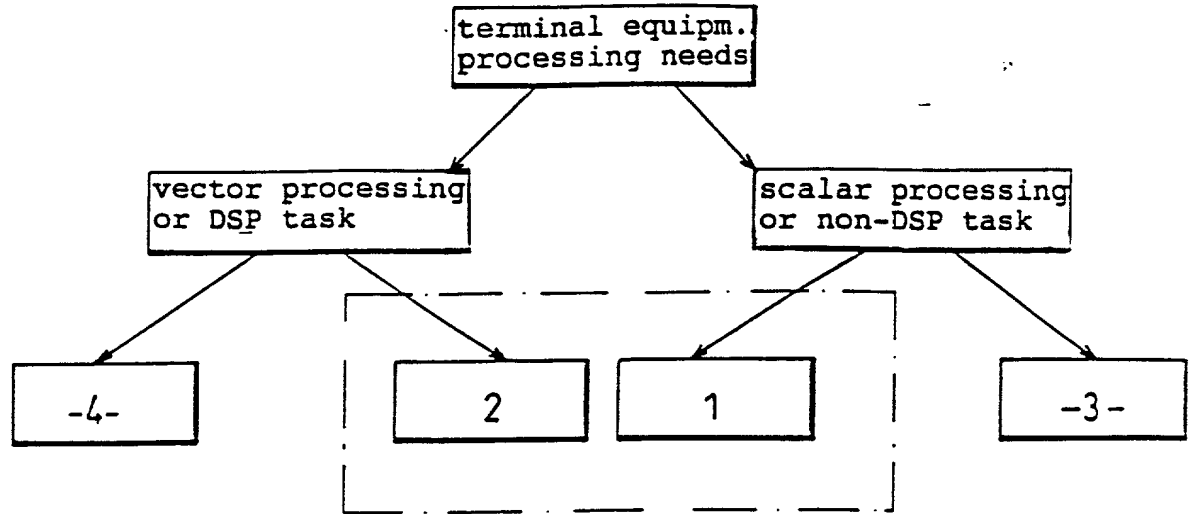 terminal equipm.
processing needs
vector processing
or DSP task
scalar processing
or non-DSP task
-4-
2
1
-3-